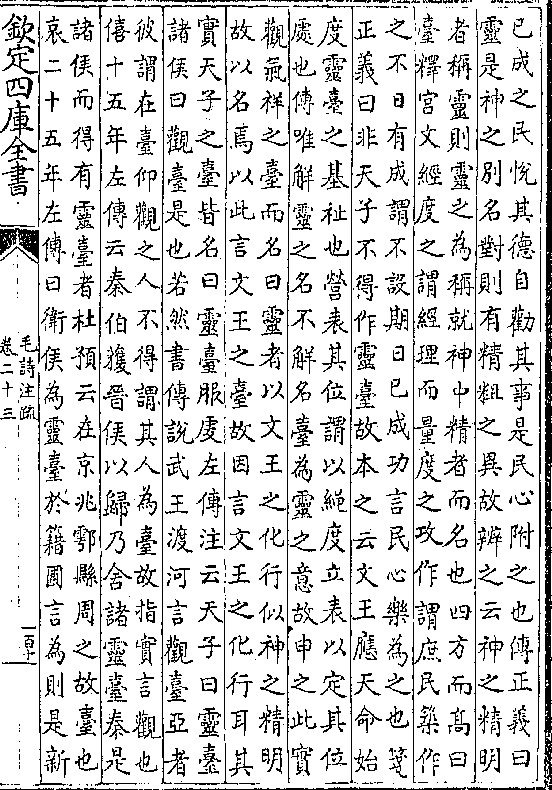 已成之民悅其德自勸其事是民心附之也傳正義曰
靈是神之別名對則有精粗之異故辨之云神之精明
者稱靈則靈之為稱就神中精者而名也四方而髙曰
臺釋宮文經度之謂經理而量度之攻作謂庶民築作
之不日有成謂不設期日已成功言民心樂為之也箋
正義曰非天子不得作靈臺故本之云文王應天命始
度靈臺之基祉也營表其位謂以繩度立表以定其位
處也傳唯解靈之名不解名臺為靈之意故申之此實
觀氣祥之臺而名曰靈者以文王之化行似神之精明
故以名焉以此言文王之臺故因言文王之化行耳其
實天子之臺皆名曰靈臺服虔左傳注云天子曰靈臺
諸侯曰觀臺是也若然書傳說武王渡河言觀臺亞者
彼謂在臺仰觀之人不得謂其人為臺故指實言觀也
僖十五年左傳云秦伯獲晉侯以歸乃舍諸靈臺秦是
諸侯而得有靈臺者杜預云在京兆鄠縣周之故臺也
哀二十五年左傳曰衛侯為靈臺於籍圃言為則是新
欽定四庫全書
毛詩注疏
卷二十三